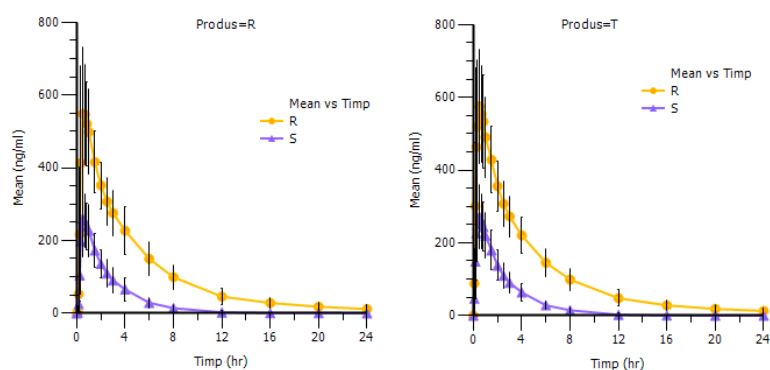 Produs=R
Mean (ng/ml)
800
600
400
200
0
Mean vs Timp
R
S
0 4 8 12 16 20 24
Timp (hr)
Produs=T
Mean (ng/ml)
800
600
400
200
0
Mean vs Timp
R
S
0 4 8 12 16 20 24
Timp (hr)